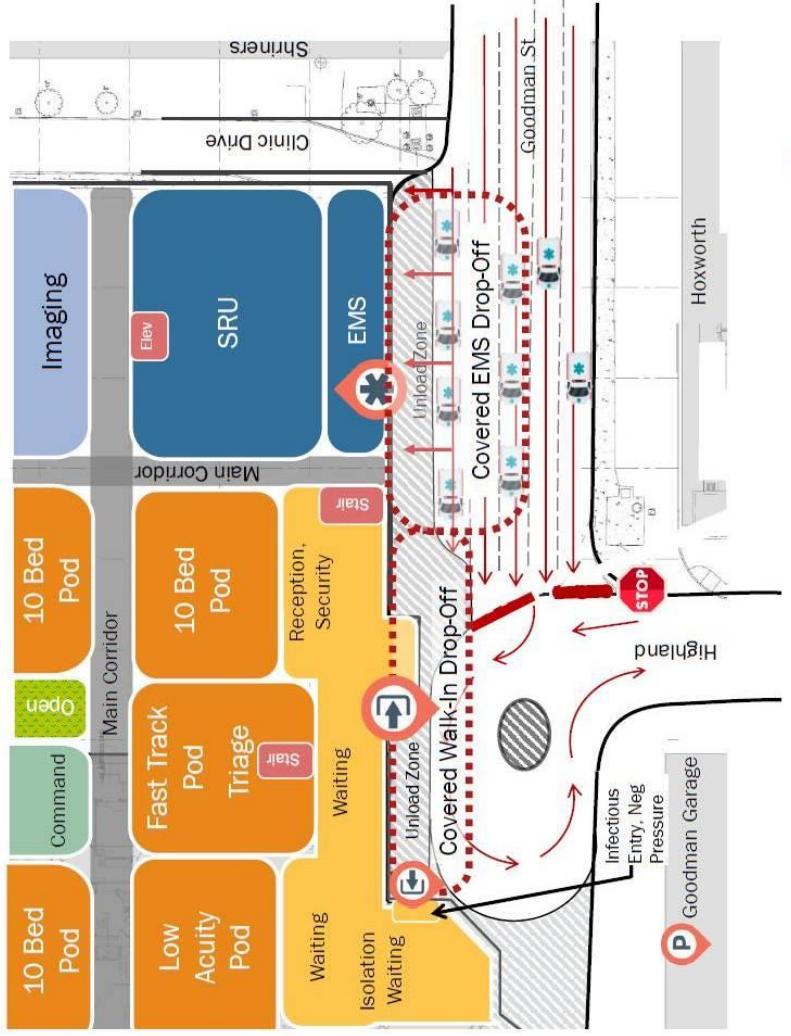 Shriners
Clinic Drive
Goodman St.
Hoxworth
Imaging
Elev
SRU
EMS
Unload Zone
Covered EMS Drop-Off
Main Corridor
10 Bed
Pod
10 Bed
Pod
Stair
Reception,
Security
Main Corridor
Open
Command
Fast Track
Pod
Triage
Stair
Waiting
Unload Zone
Covered Walk-In Drop-Off
STOP
Highland
10 Bed
Pod
Low
Acuity
Pod
Waiting
Isolation
Waiting
Infectious
Entry, Neg
Pressure
P
Goodman Garage